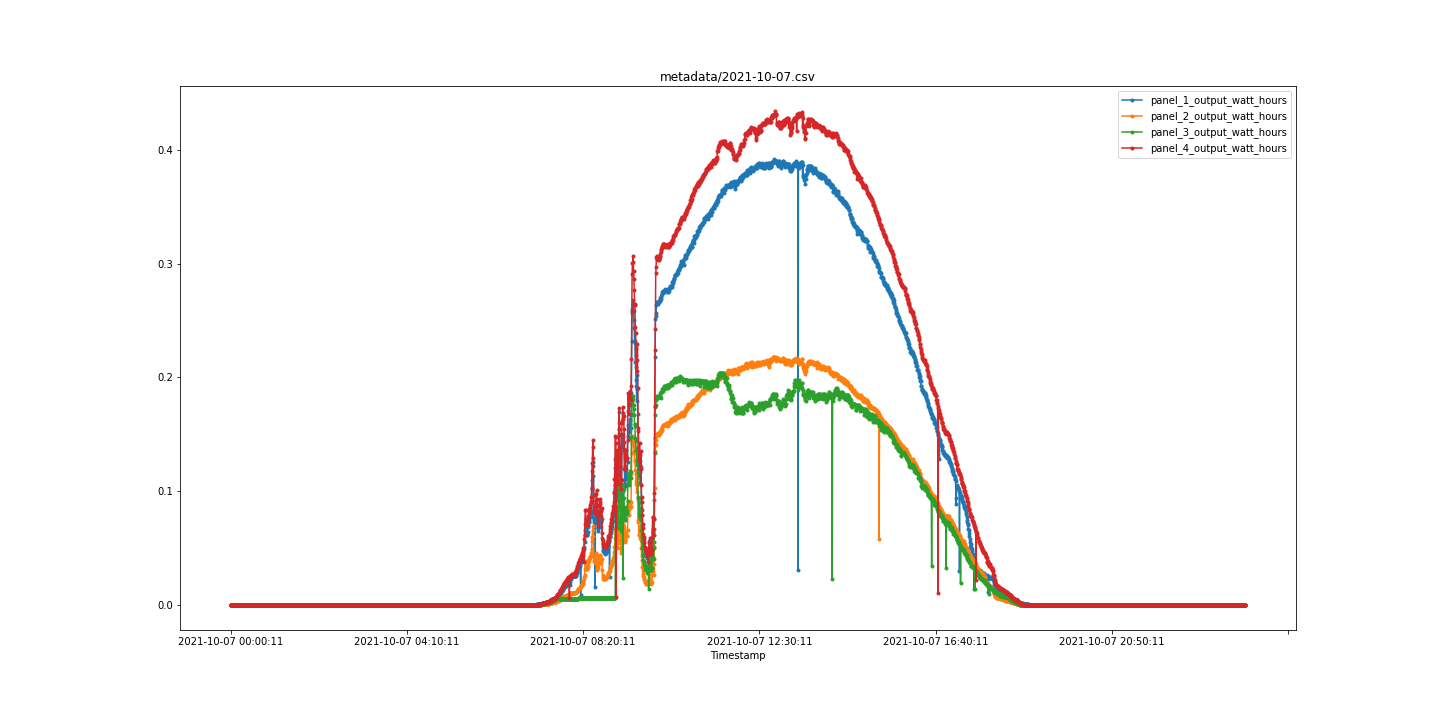 metadata/2021-10-07.csv
panel_1_output_watt_hours
panel_2_output_watt_hours
panel_3_output_watt_hours
panel_4_output_watt_hours
0.4
0.3
0.2
0.1
0.0
2021-10-07 00:00:11 2021-10-07 04:10:11 2021-10-07 08:20:11 2021-10-07 12:30:11 2021-10-07 16:40:11 2021-10-07 20:50:11
Timestamp